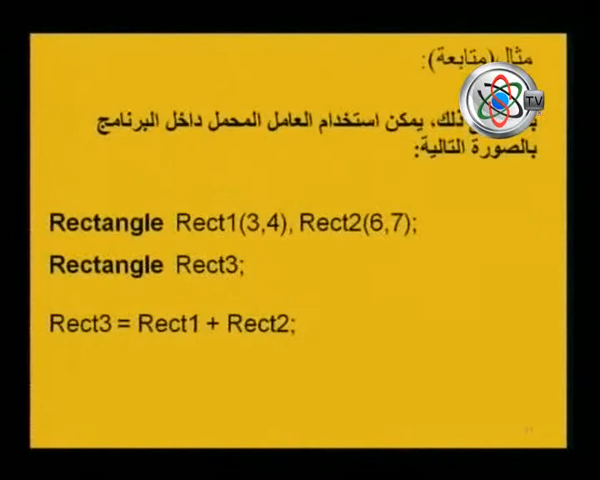 مثال (متابعة):
ذلك، يمكن استخدام العامل المحمل داخل البرنامج
بالصورة التالية:
Rectangle Rect1(3,4), Rect2(6,7);
Rectangle Rect3;
Rect3 = Rect1 + Rect2;
TV